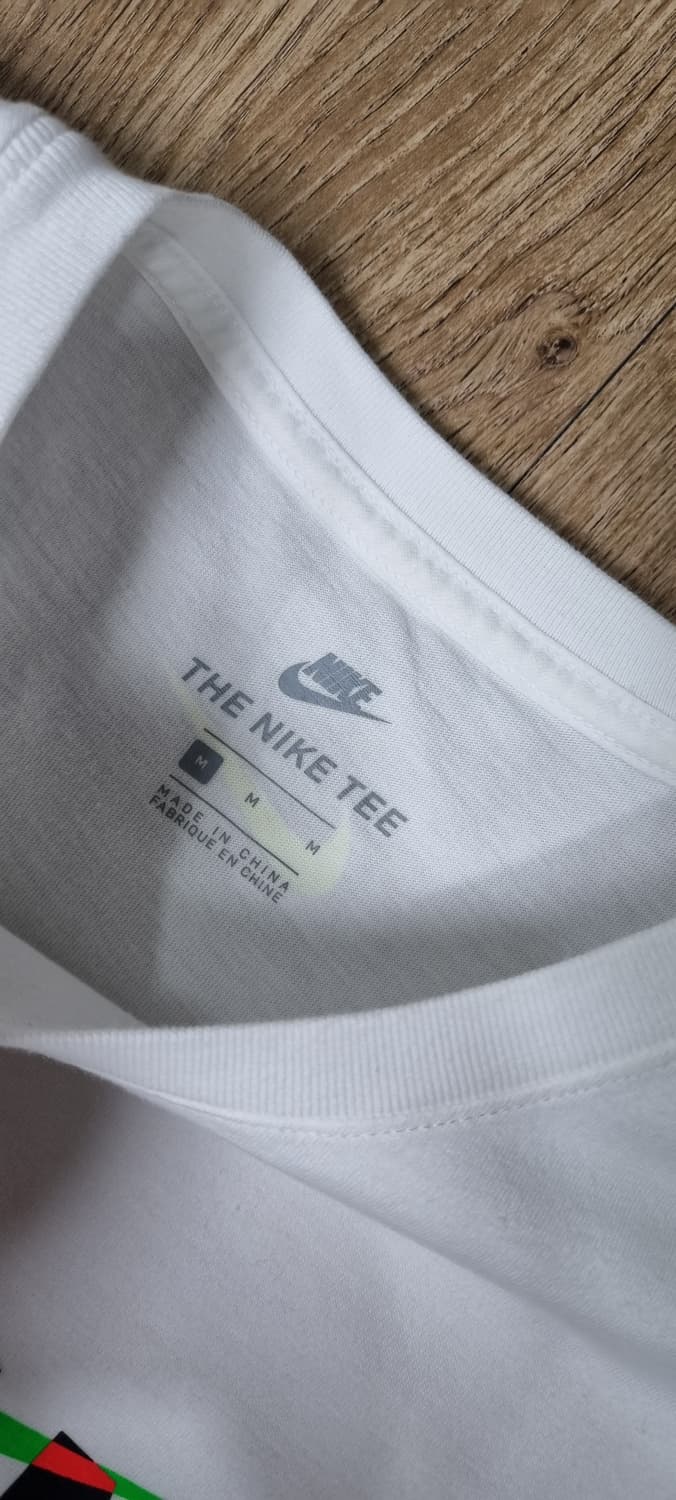 NIKE
THE NIKE TEE
M M M
MADE IN CHINA
FABRIQUE EN CHINE